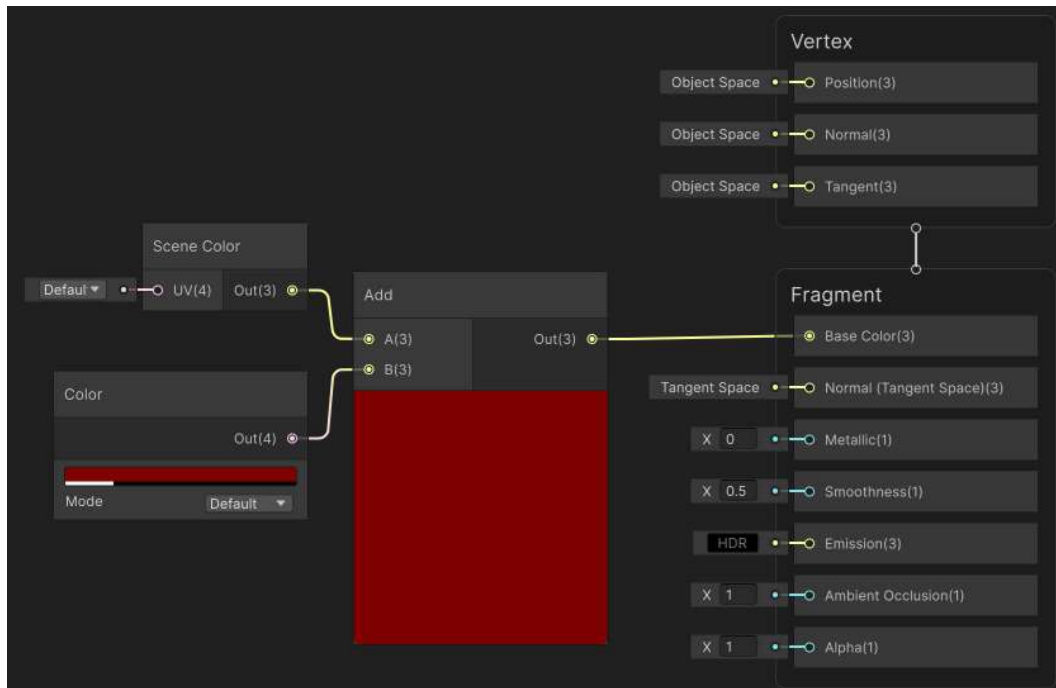 Vertex
Object Space
Position(3)
Object Space
Normal(3)
Object Space
Tangent(3)
Scene Color
Defaul
UV(4)
Out(3)
Add
A(3)
Out(3)
B(3)
Color
Out(4)
Mode
Default
Fragment
Base Color(3)
Tangent Space
Normal (Tangent Space)(3)
X 0
Metallic(1)
X 0.5
Smoothness(1)
HDR
Emission(3)
X 1
Ambient Occlusion(1)
X 1
Alpha(1)